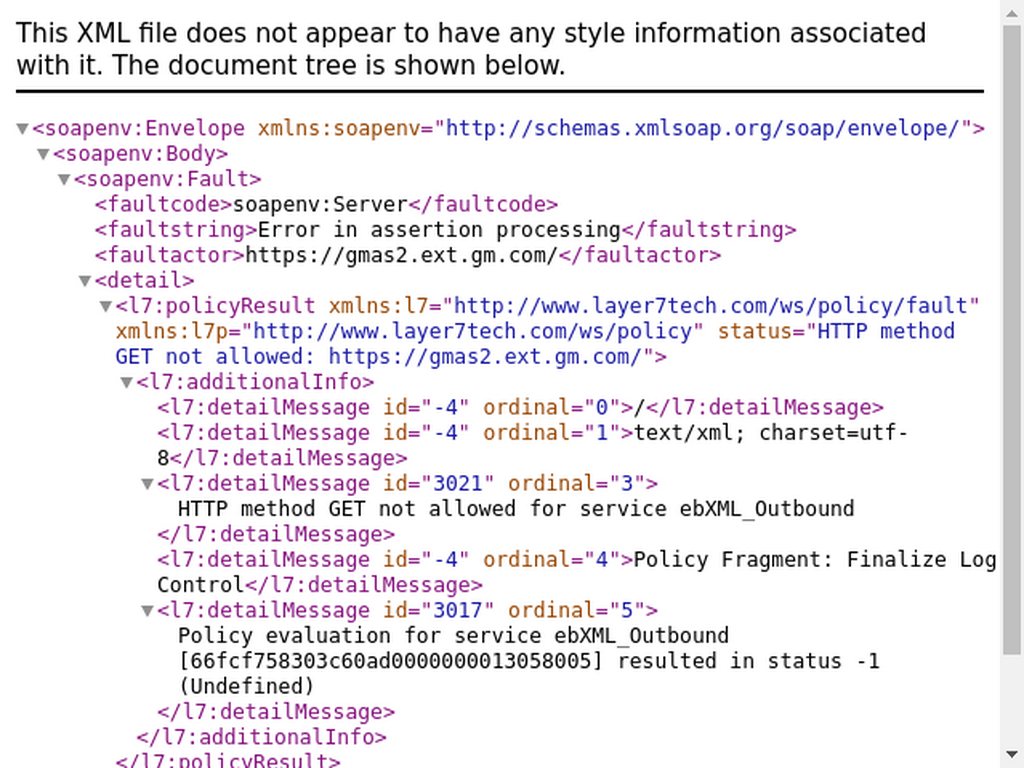 This XML file does not appear to have any style information associated
with it. The document tree is shown below.
▼<soapenv:Envelope xmlns:soapenv="http://schemas.xmlsoap.org/soap/envelope/">
▼<soapenv:Body>
▼<soapenv:Fault>
<faultcode>soapenv:Server</faultcode>
<faultstring>Error in assertion processing</faultstring>
<faultactor>https://gmas2.ext.gm.com/</faultactor>
▼<detail>
▼<l7:policyResult xmlns:l7="http://www.layer7tech.com/ws/policy/fault"
xmlns:l7p="http://www.layer7tech.com/ws/policy" status="HTTP method
GET not allowed: https://gmas2.ext.gm.com/">
▼<l7:additionalInfo>
<l7:detailMessage id="-4" ordinal="0">/</l7:detailMessage>
<l7:detailMessage id="-4" ordinal="1">text/xml; charset=utf-
8</l7:detailMessage>
▼<l7:detailMessage id="3021" ordinal="3">
HTTP method GET not allowed for service ebXML_Outbound
</l7:detailMessage>
<l7:detailMessage id="-4" ordinal="4">Policy Fragment: Finalize Log
Control</l7:detailMessage>
▼<l7:detailMessage id="3017" ordinal="5">
Policy evaluation for service ebXML_Outbound
[66fcf758303c60ad0000000013058005] resulted in status -1
(Undefined)
</l7:detailMessage>
</l7:additionalInfo>
</l7:policyResult>